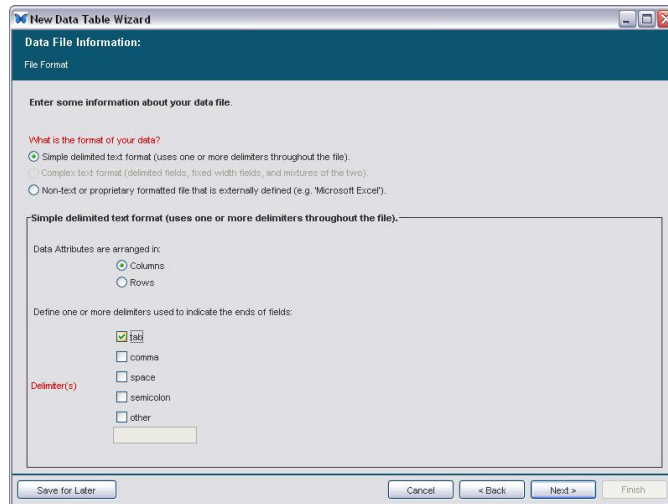 New Data Table Wizard
Data File Information:
File Format
Enter some information about your data file.
What is the format of your data?
Simple delimited text format (uses one or more delimiters throughout the file).
Complex text format (delimited fields, fixed width fields, and mixtures of the two).
Non-text or proprietary formatted file that is externally defined (e.g. 'Microsoft Excel').
Simple delimited text format (uses one or more delimiters throughout the file).
Data Attributes are arranged in:
Columns
Rows
Define one or more delimiters used to indicate the ends of fields:
tab
comma
space
Delimiter(s)
semicolon
other
Save for Later Cancel < Back Next > Finish